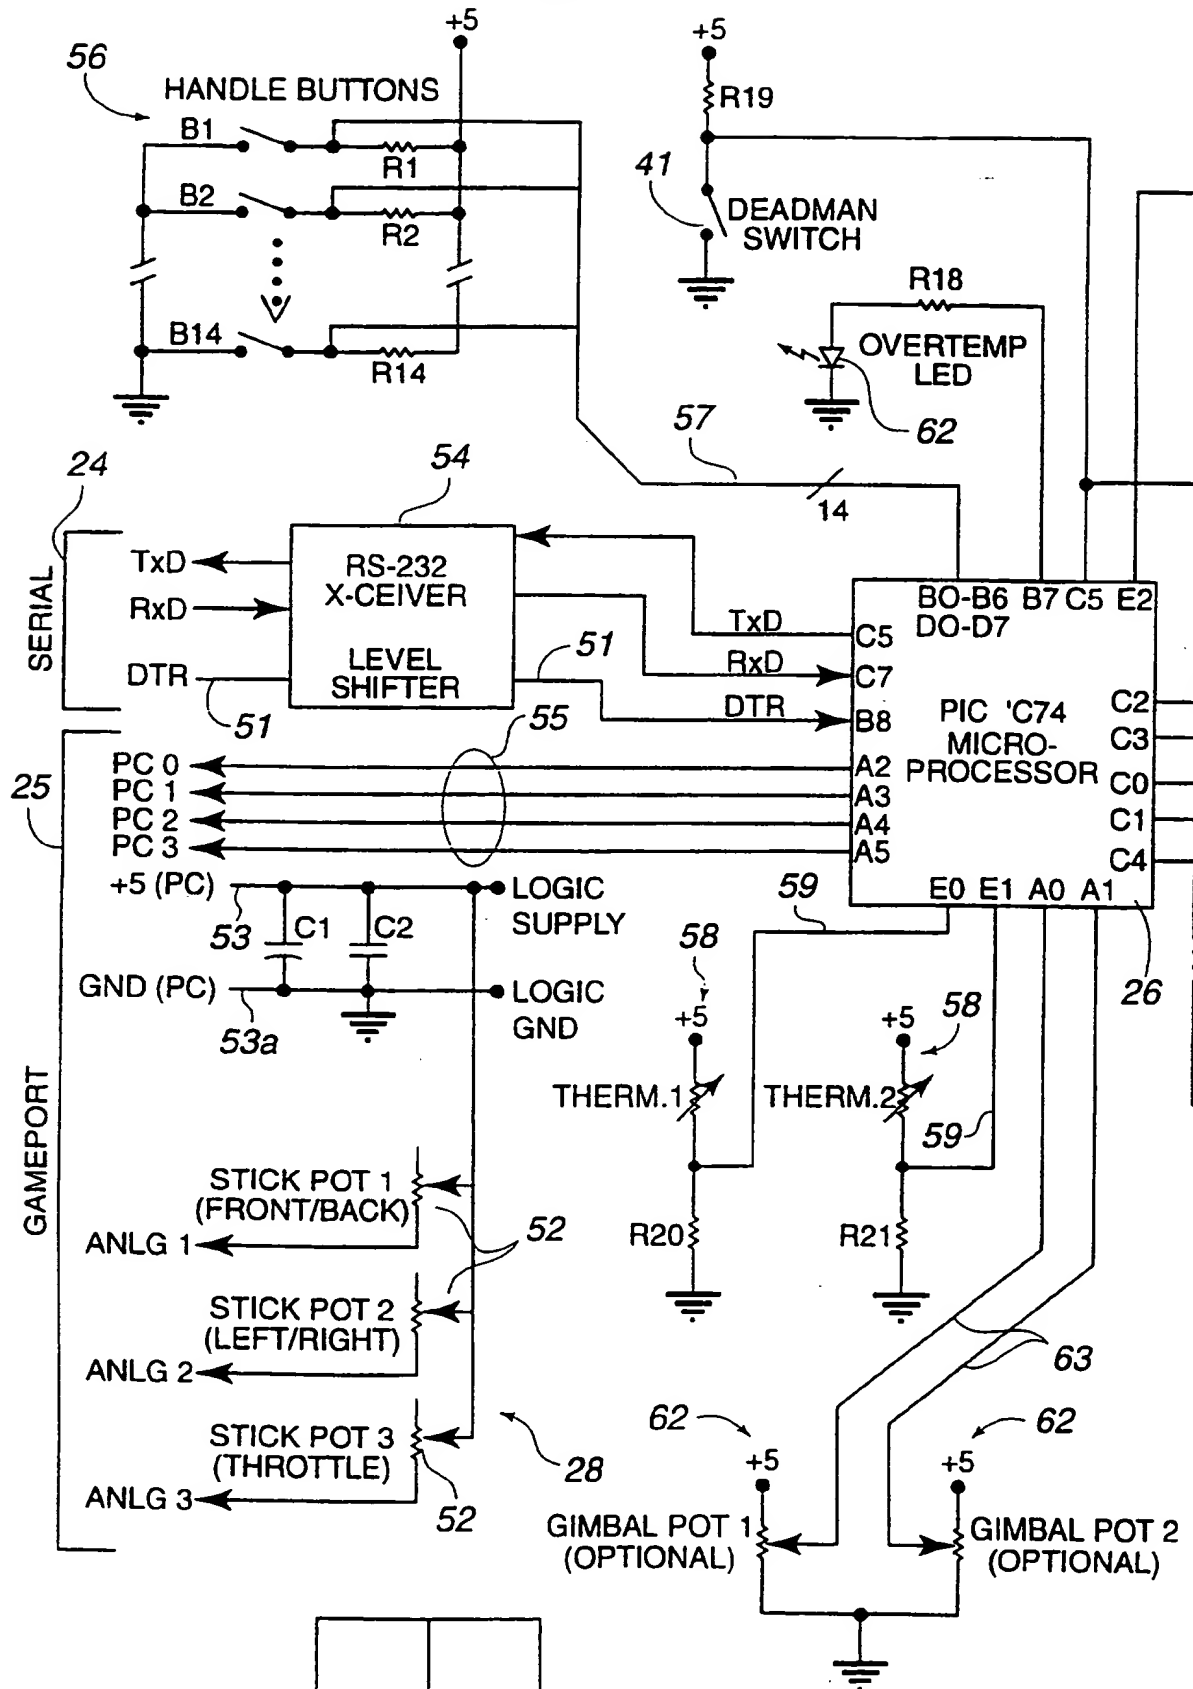 +5
+5
56
HANDLE BUTTONS
B1
R1
R19
B2
R2
41
DEADMAN
SWITCH
B14
R14
R18
OVERTEMP
LED
62
57
14
24
54
SERIAL
TxD
RxD
DTR
51
RS-232
X-CEIVER
LEVEL
SHIFTER
51
TxD
RxD
DTR
BO-B6 B7 C5 E2
DO-D7
C5
C7
B8
PIC 'C74
MICRO-
PROCESSOR
A2
A3
A4
A5
C2
C3
C0
C1
C4
E0 E1 A0 A1
26
55
25
GAMEPORT
PC 0
PC 1
PC 2
PC 3
+5 (PC)
53
C1
C2
LOGIC
SUPPLY
GND (PC)
53a
LOGIC
GND
59
58
+5
THERM.1
R20
58
+5
THERM.2
59
R21
STICK POT 1
(FRONT/BACK)
ANLG 1
52
STICK POT 2
(LEFT/RIGHT)
ANLG 2
STICK POT 3
(THROTTLE)
ANLG 3
52
28
63
62
+5
GIMBAL POT 1
(OPTIONAL)
62
+5
GIMBAL POT 2
(OPTIONAL)